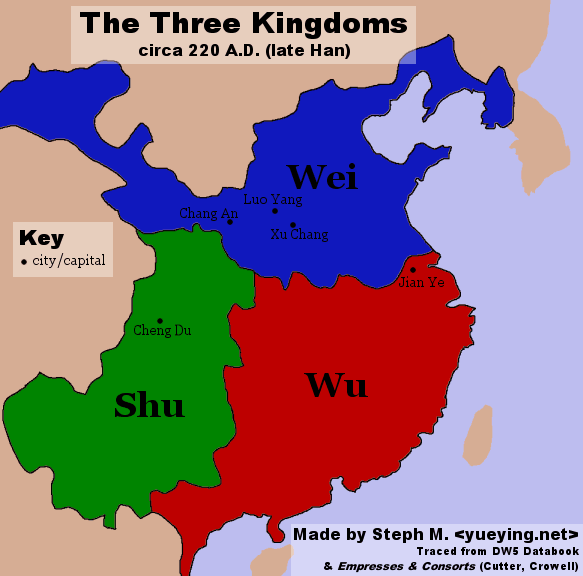 The Three Kingdoms
circa 220 A.D. (late Han)
Wei
Luo Yang
Chang An
Xu Chang
Key
city/capital
Jian Ye
Cheng Du
Wu
Shu
Made by Steph M. <yueying.net>
Traced from DW5 Databook
& Empresses & Consorts (Cutter, Crowell)